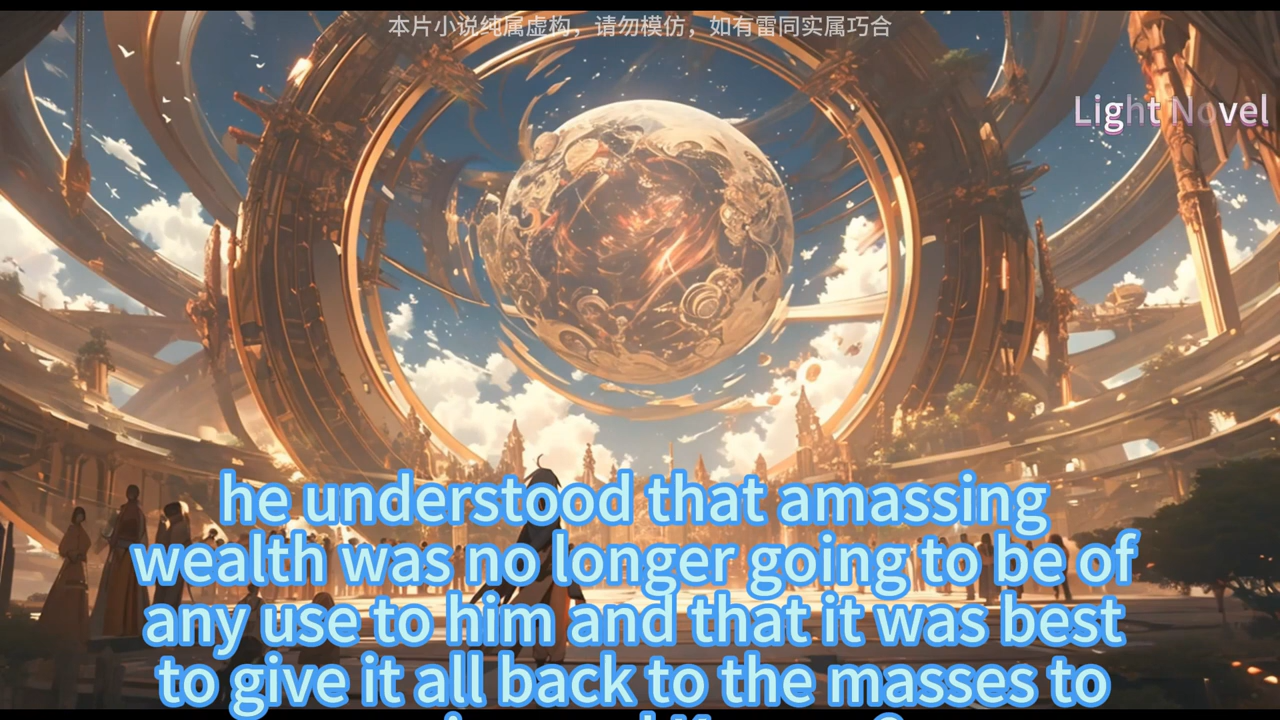 本片小说纯属虚构，请勿模仿，如有雷同实属巧合
Light Novel
he understood that amassing
wealth was no longer going to be of
any use to him and that it was best
to give it all back to the masses to